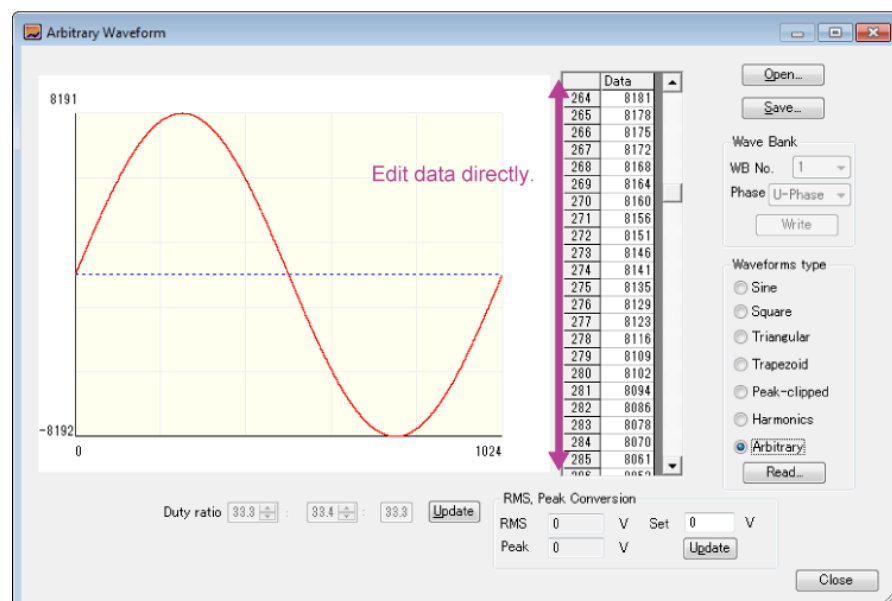 Arbitrary Waveform
8191
-8192
0
1024
Edit data directly.
Data
264 8181
265 8178
266 8175
267 8172
268 8168
269 8164
270 8160
271 8156
272 8151
273 8146
274 8141
275 8135
276 8129
277 8123
278 8116
279 8109
280 8102
281 8094
282 8086
283 8078
284 8070
285 8061
Open...
Save...
Wave Bank
WB No. 1
Phase U-Phase
Write
Waveforms type
Sine
Square
Triangular
Trapezoid
Peak-clipped
Harmonics
Arbitrary
Read...
Duty ratio 33.3 : 33.4 : 33.3 Update
RMS, Peak Conversion
RMS 0 V Set 0 V
Peak 0 V Update
Close